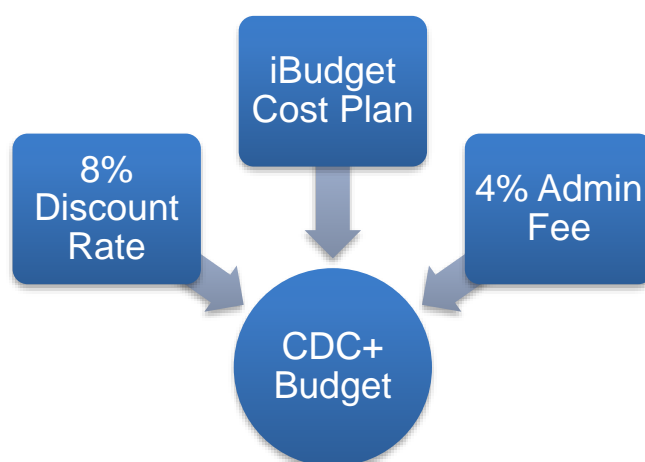 iBudget
Cost Plan
8%
Discount
Rate
4% Admin
Fee
CDC+
Budget